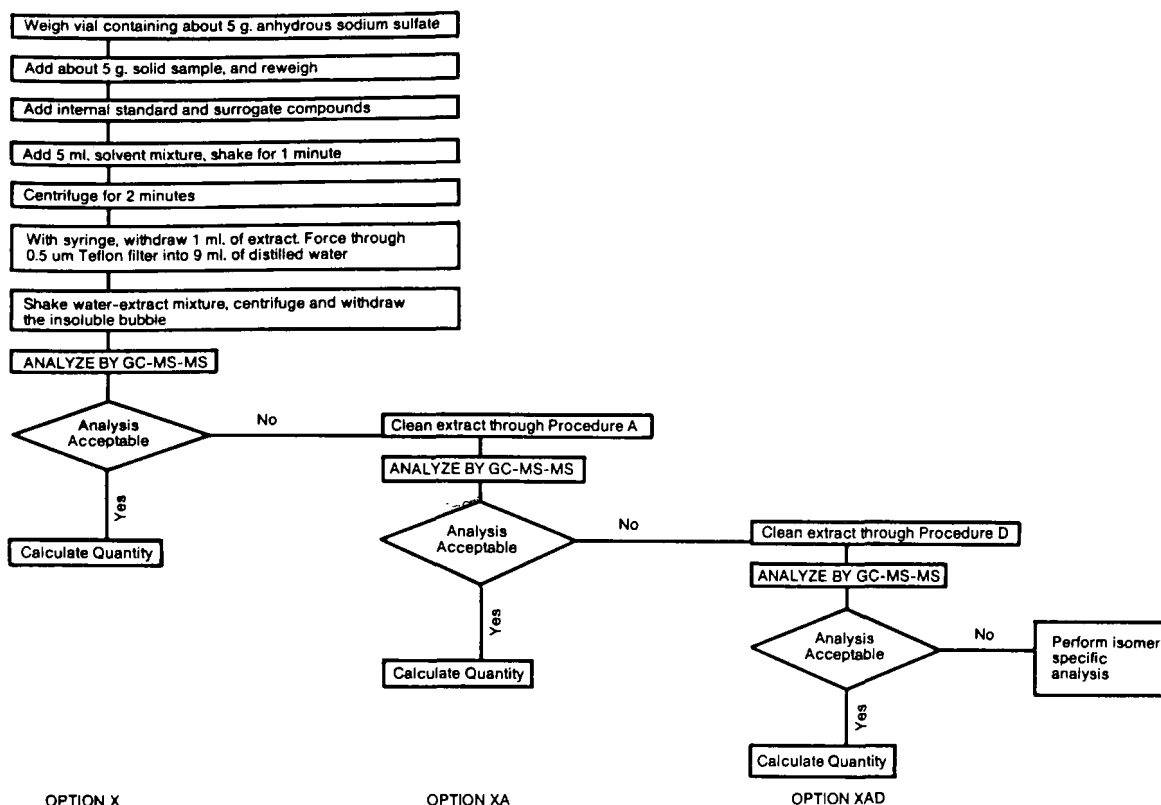 Weigh vial containing about 5 g. anhydrous sodium sulfate
Add about 5 g. solid sample, and reweigh
Add internal standard and surrogate compounds
Add 5 ml. solvent mixture, shake for 1 minute
Centrifuge for 2 minutes
With syringe, withdraw 1 ml. of extract. Force through
0.5 um Teflon filter into 9 ml. of distilled water
Shake water-extract mixture, centrifuge and withdraw
the insoluble bubble
ANALYZE BY GC-MS-MS
Analysis
Acceptable
No
Yes
Calculate Quantity
Clean extract through Procedure A
ANALYZE BY GC-MS-MS
Analysis
Acceptable
No
Yes
Calculate Quantity
Clean extract through Procedure D
ANALYZE BY GC-MS-MS
Analysis
Acceptable
No
Perform isomer
specific
analysis
Yes
Calculate Quantity
OPTION X
OPTION XA
OPTION XAD